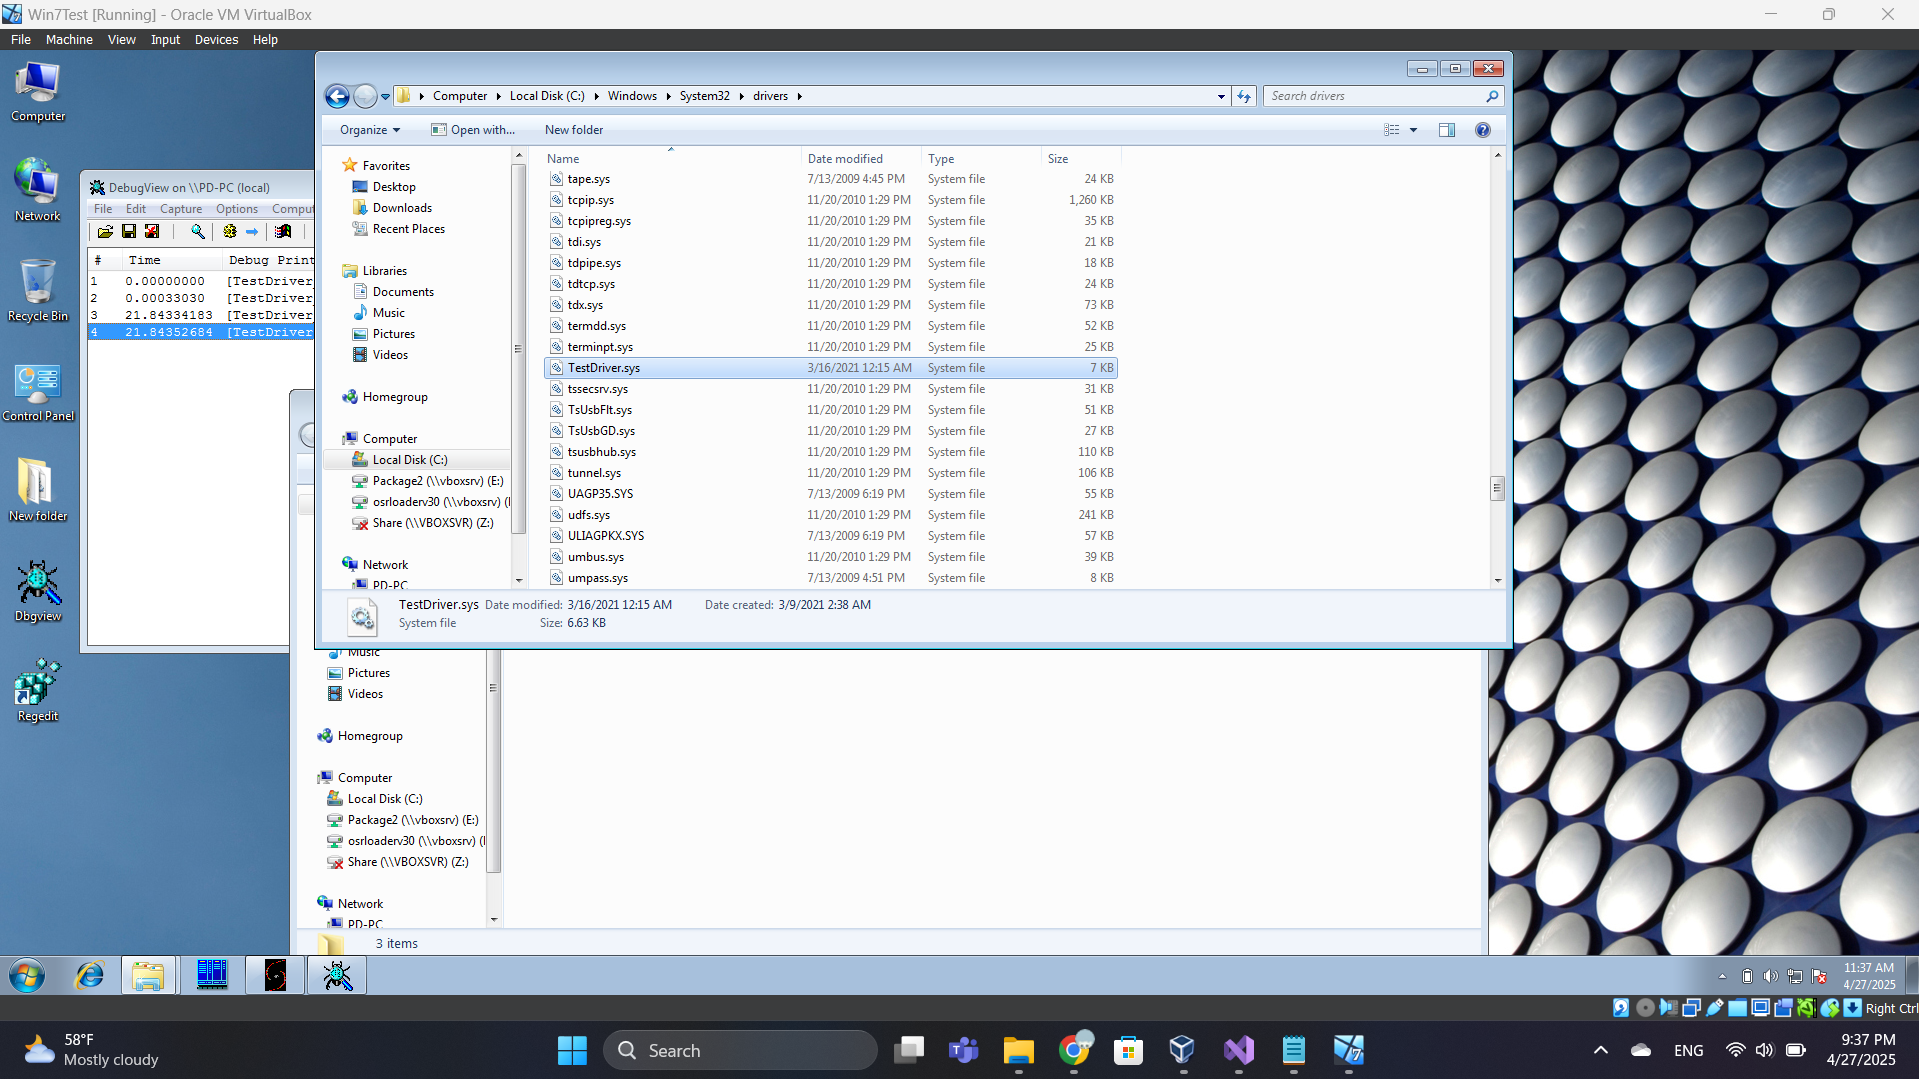 Win7Test [Running] - Oracle VM VirtualBox
File Machine View Input Devices Help
Computer
Network
Recycle Bin
Control Panel
New folder
Dbgview
Regedit
DebugView on \\PD-PC (local)
File Edit Capture Options
# Time Debug Print
1 0.00000000 [TestDriver
2 0.00033030 [TestDriver
3 21.84334183 [TestDriver
4 21.84352684 [TestDriver
Computer Local Disk (C:) Windows System32 drivers
Search drivers
Organize Open with... New folder
Favorites
Desktop
Downloads
Recent Places
Libraries
Documents
Music
Pictures
Videos
Homegroup
Computer
Local Disk (C:)
Package2 (\\vboxsrv) (E:)
osrloaderv30 (\\vboxsrv) (
Share (\\VBOXSVR) (Z:)
Network
PD-PC
Name Date modified Type Size
tape.sys 7/13/2009 4:45 PM System file 24 KB
tcpip.sys 11/20/2010 1:29 PM System file 1,260 KB
tcpipreg.sys 11/20/2010 1:29 PM System file 35 KB
tdi.sys 11/20/2010 1:29 PM System file 21 KB
tdpipe.sys 11/20/2010 1:29 PM System file 18 KB
tdtcp.sys 11/20/2010 1:29 PM System file 24 KB
tdx.sys 11/20/2010 1:29 PM System file 73 KB
termdd.sys 11/20/2010 1:29 PM System file 52 KB
terminpt.sys 11/20/2010 1:29 PM System file 25 KB
TestDriver.sys 3/16/2021 12:15 AM System file 7 KB
tssecsrv.sys 11/20/2010 1:29 PM System file 31 KB
TsUsbFlt.sys 11/20/2010 1:29 PM System file 51 KB
TsUsbGD.sys 11/20/2010 1:29 PM System file 27 KB
tsusbhub.sys 11/20/2010 1:29 PM System file 110 KB
tunnel.sys 11/20/2010 1:29 PM System file 106 KB
UAGP35.SYS 7/13/2009 6:19 PM System file 55 KB
udfs.sys 11/20/2010 1:29 PM System file 241 KB
ULIAGPKX.SYS 7/13/2009 6:19 PM System file 57 KB
umbus.sys 11/20/2010 1:29 PM System file 39 KB
umpass.sys 7/13/2009 4:51 PM System file 8 KB
TestDriver.sys Date modified: 3/16/2021 12:15 AM Date created: 3/9/2021 2:38 AM
System file Size: 6.63 KB
Music
Pictures
Videos
Homegroup
Computer
Local Disk (C:)
Package2 (\\vboxsrv) (E:)
osrloaderv30 (\\vboxsrv) (
Share (\\VBOXSVR) (Z:)
Network
PD-PC
3 items
11:37 AM
4/27/2025
Right Ctrl
58°F
Mostly cloudy
Search
ENG
9:37 PM
4/27/2025